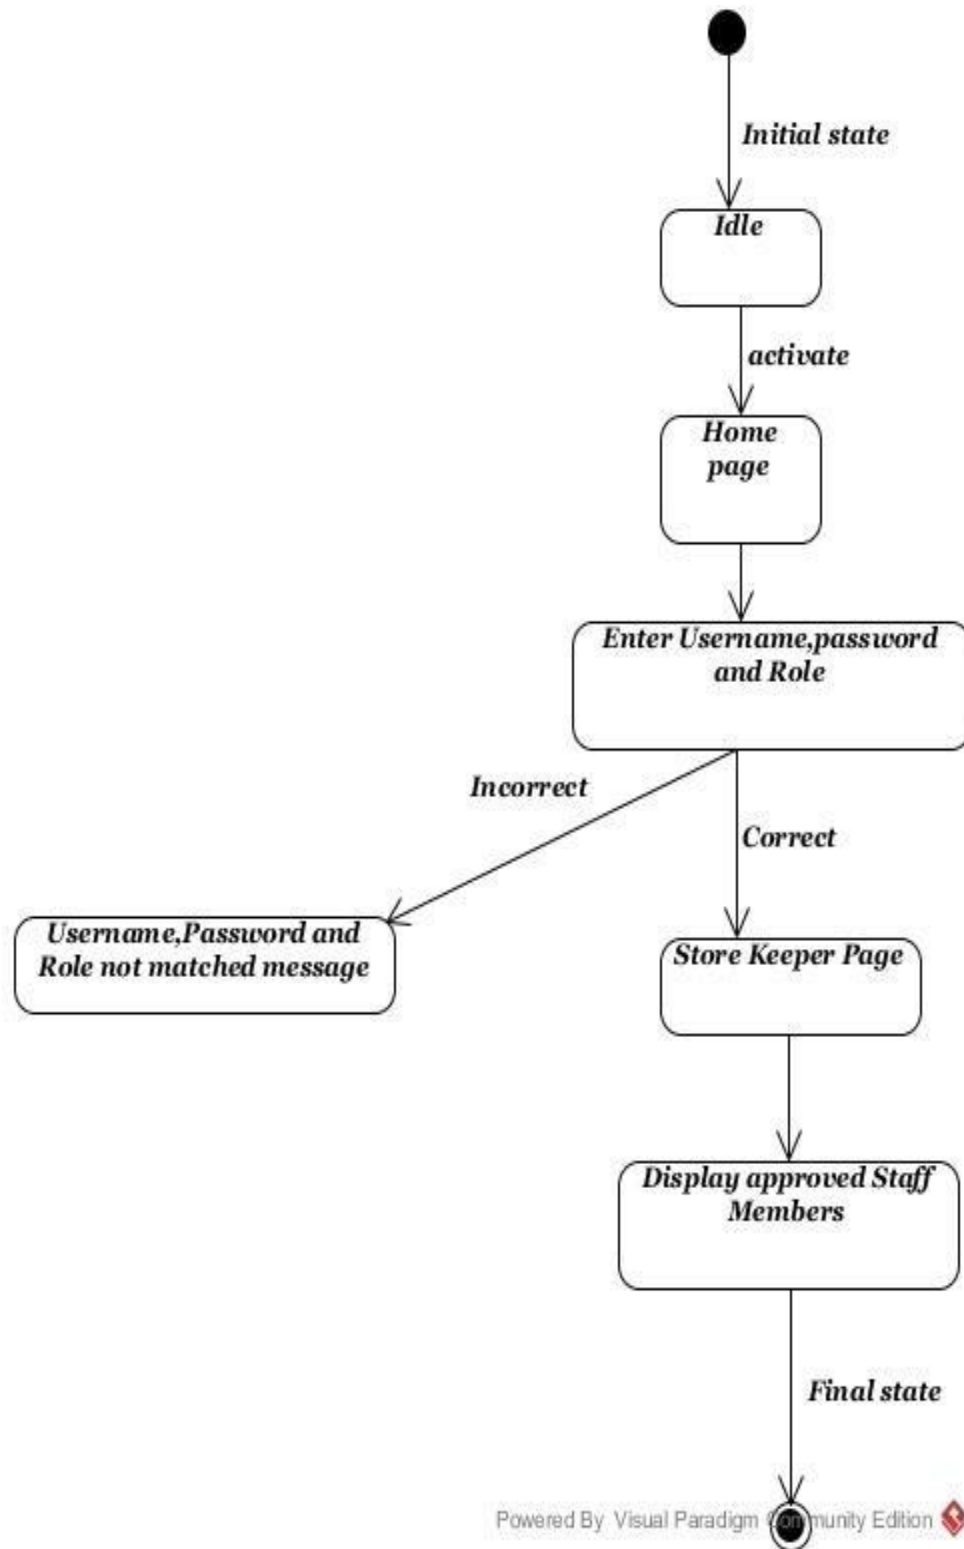 Initial state
Idle
activate
Home
page
Enter Username,password
and Role
Incorrect
Correct
Username,Password and
Role not matched message
Store Keeper Page
Display approved Staff
Members
Final state
Powered By Visual Paradigm Community Edition